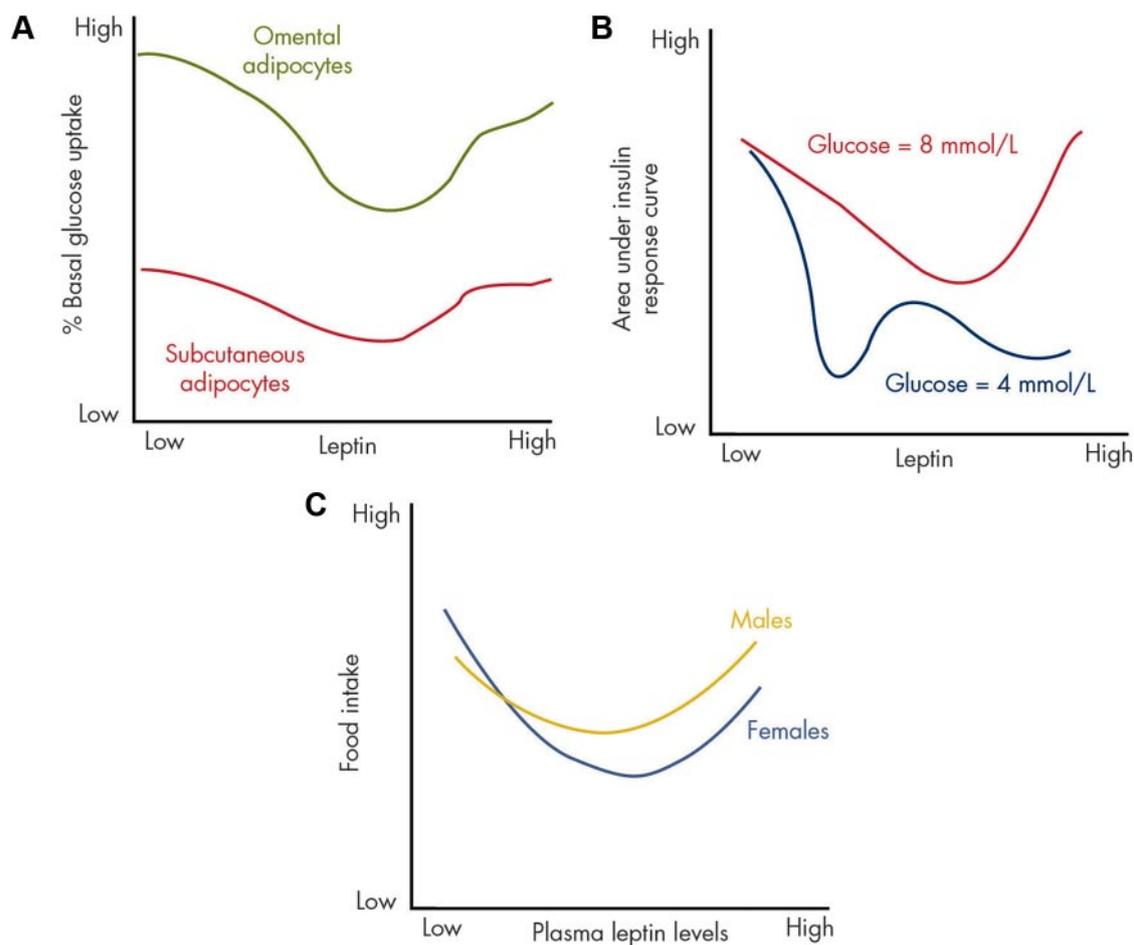 A
High
Omental
adipocytes
% Basal glucose uptake
Subcutaneous
adipocytes
Low
Low
Leptin
High
B
High
Glucose = 8 mmol/L
Area under insulin
response curve
Glucose = 4 mmol/L
Low
Low
Leptin
High
C
High
Males
Food intake
Females
Low
Low
Plasma leptin levels
High